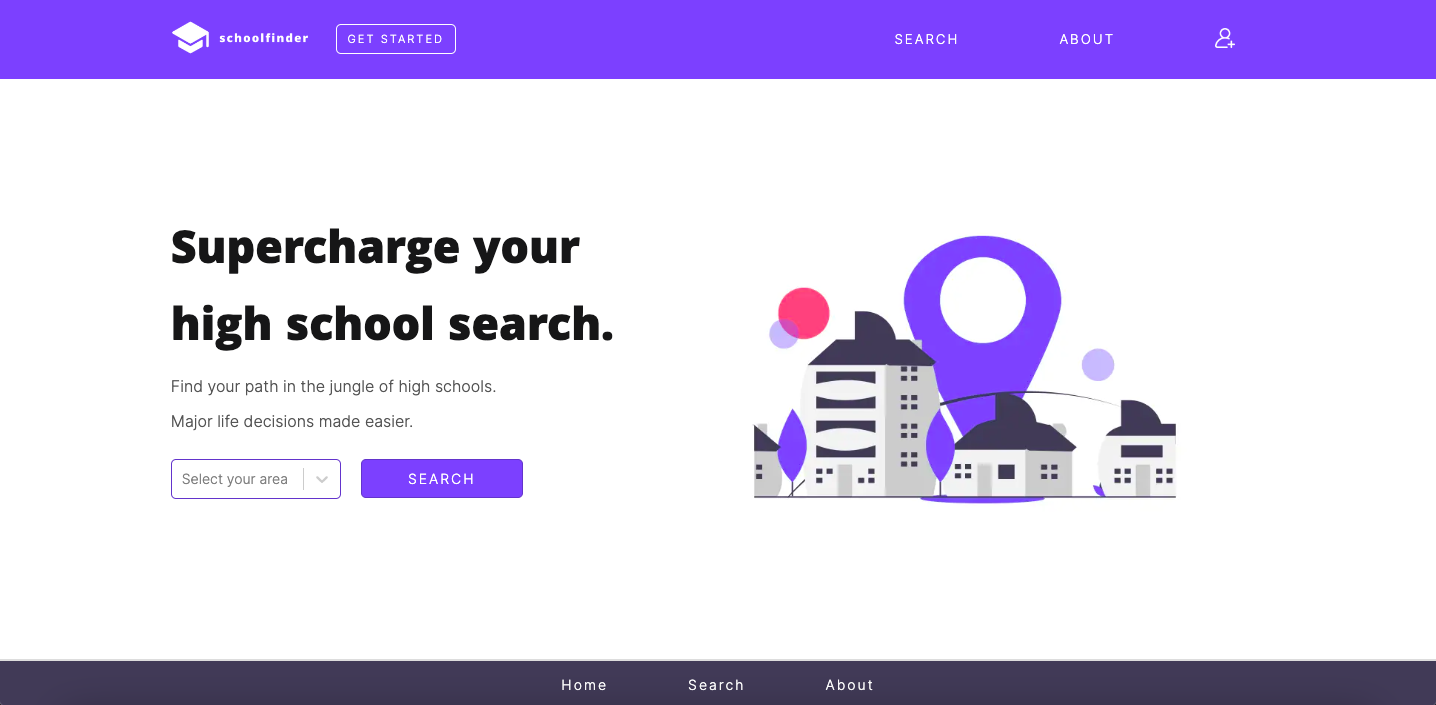 schoolfinder
GET STARTED
SEARCH
ABOUT
Supercharge your
high school search.
Find your path in the jungle of high schools.
Major life decisions made easier.
Select your area
SEARCH
Home
Search
About